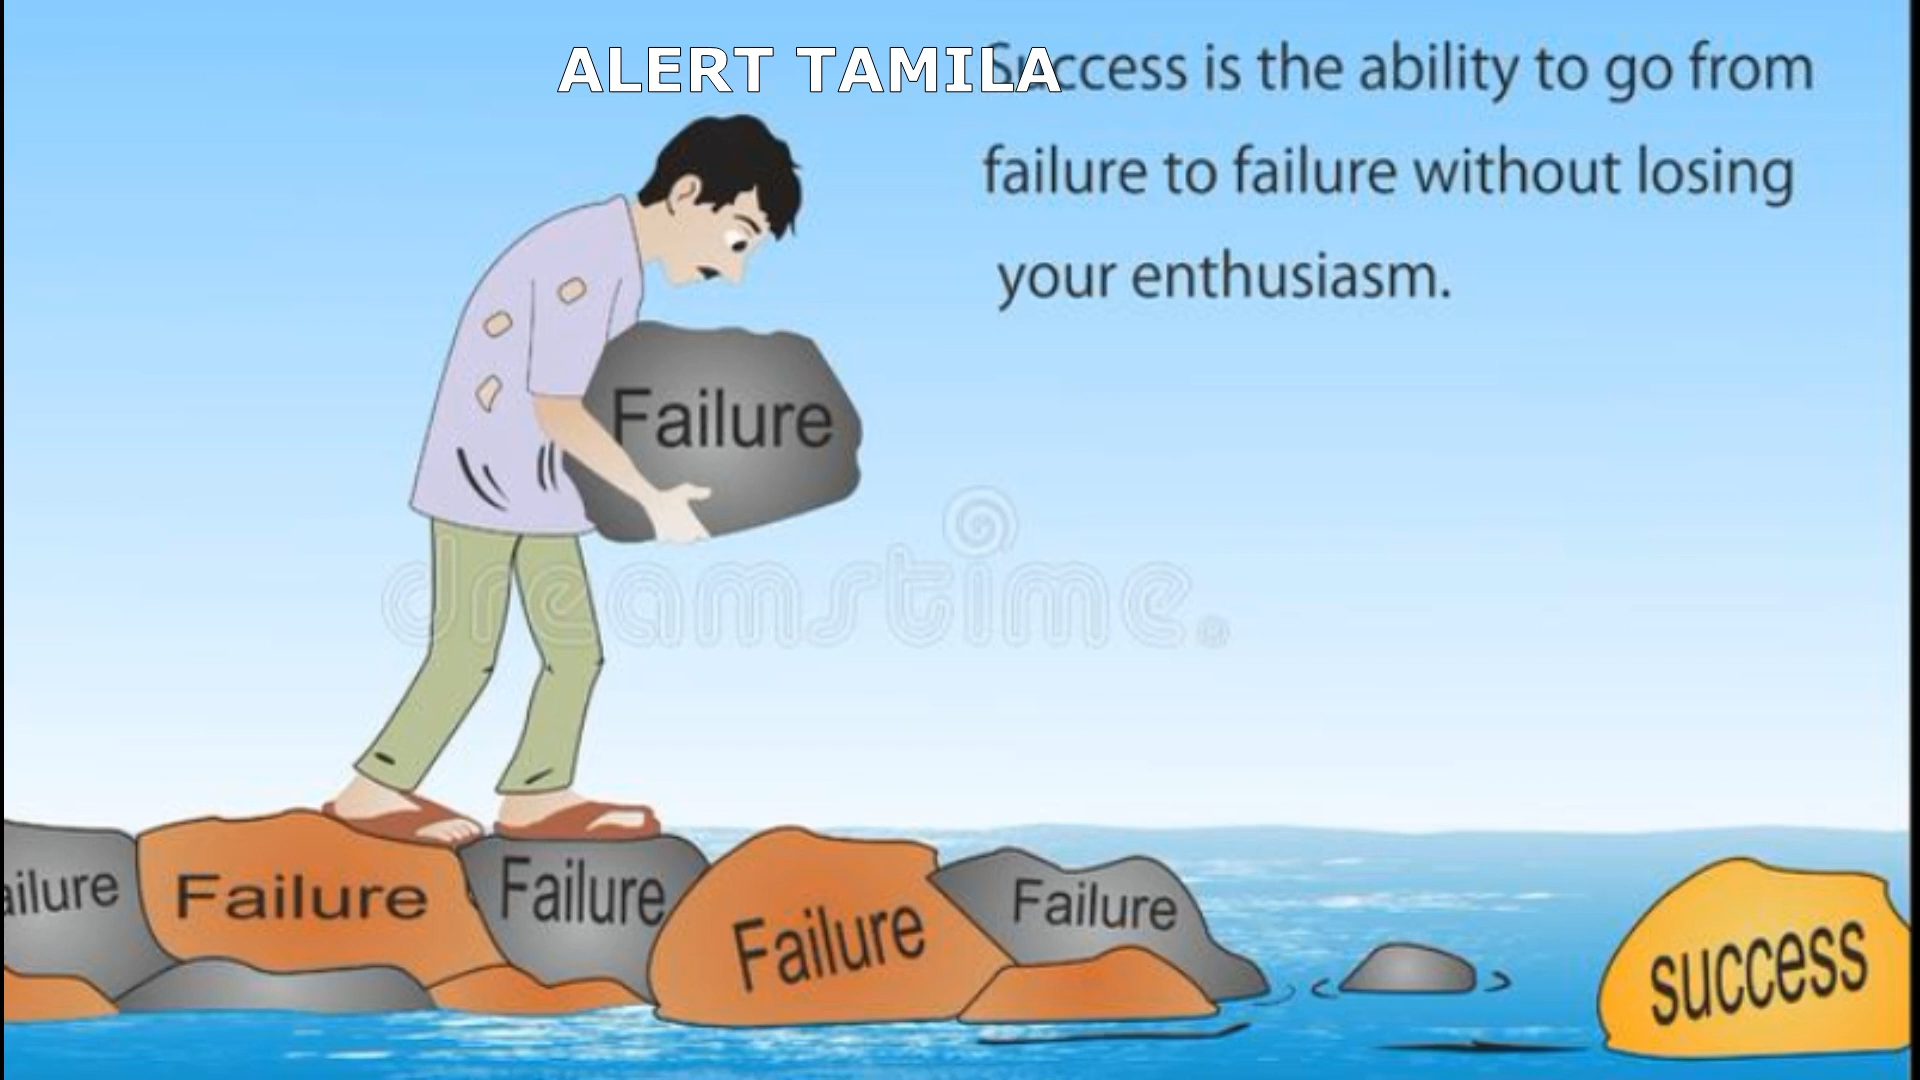 ALERT TAMILA
Success is the ability to go from
failure to failure without losing
your enthusiasm.
Failure
dreamstime.
ailure
Failure
Failure
Failure
Failure
success